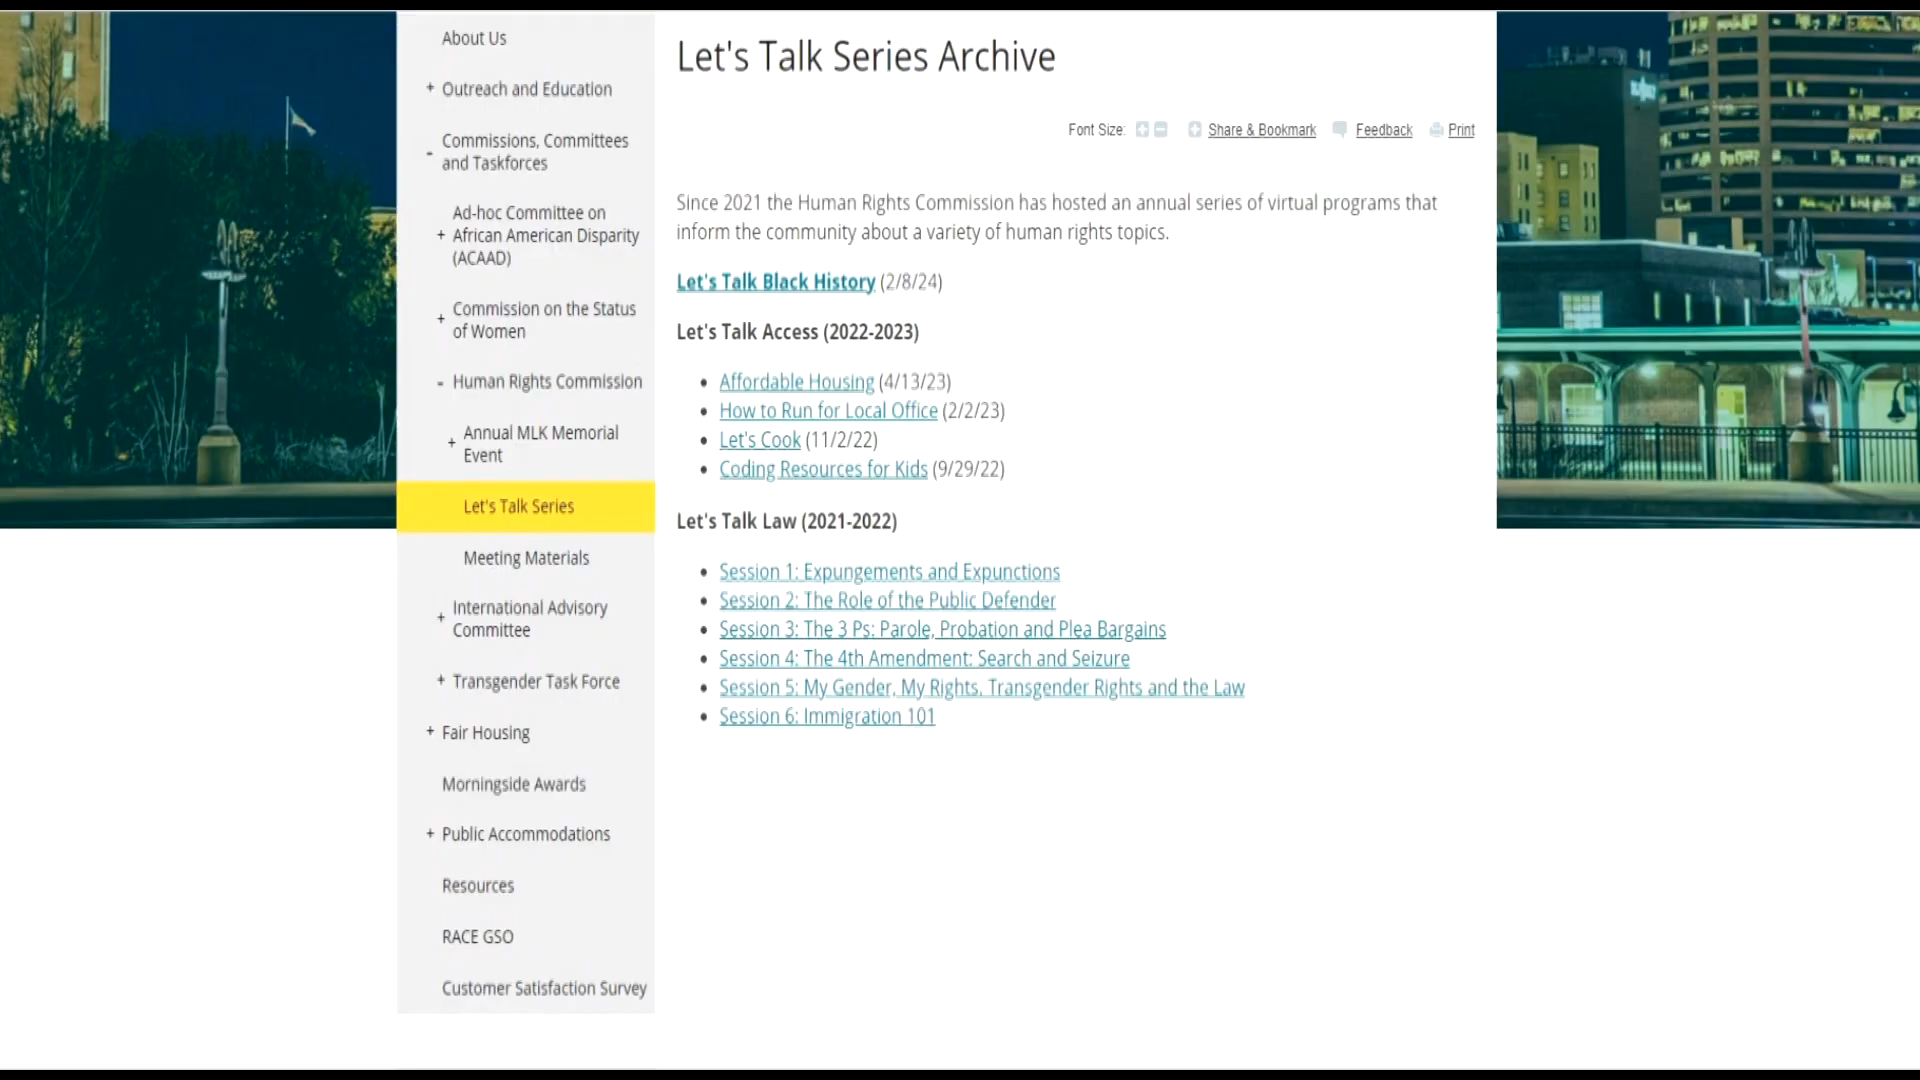 About Us
+ Outreach and Education
- Commissions, Committees
and Taskforces
Ad-hoc Committee on
+ African American Disparity
(ACAAD)
+ Commission on the Status
of Women
- Human Rights Commission
+ Annual MLK Memorial
Event
Let's Talk Series
Meeting Materials
+ International Advisory
Committee
+ Transgender Task Force
+ Fair Housing
Morningside Awards
+ Public Accommodations
Resources
RACE GSO
Customer Satisfaction Survey
Let's Talk Series Archive
Font Size: + - + Share & Bookmark Feedback Print
Since 2021 the Human Rights Commission has hosted an annual series of virtual programs that
inform the community about a variety of human rights topics.
Let's Talk Black History (2/8/24)
Let's Talk Access (2022-2023)
• Affordable Housing (4/13/23)
• How to Run for Local Office (2/2/23)
• Let's Cook (11/2/22)
• Coding Resources for Kids (9/29/22)
Let's Talk Law (2021-2022)
• Session 1: Expungements and Expunctions
• Session 2: The Role of the Public Defender
• Session 3: The 3 Ps: Parole, Probation and Plea Bargains
• Session 4: The 4th Amendment: Search and Seizure
• Session 5: My Gender, My Rights, Transgender Rights and the Law
• Session 6: Immigration 101